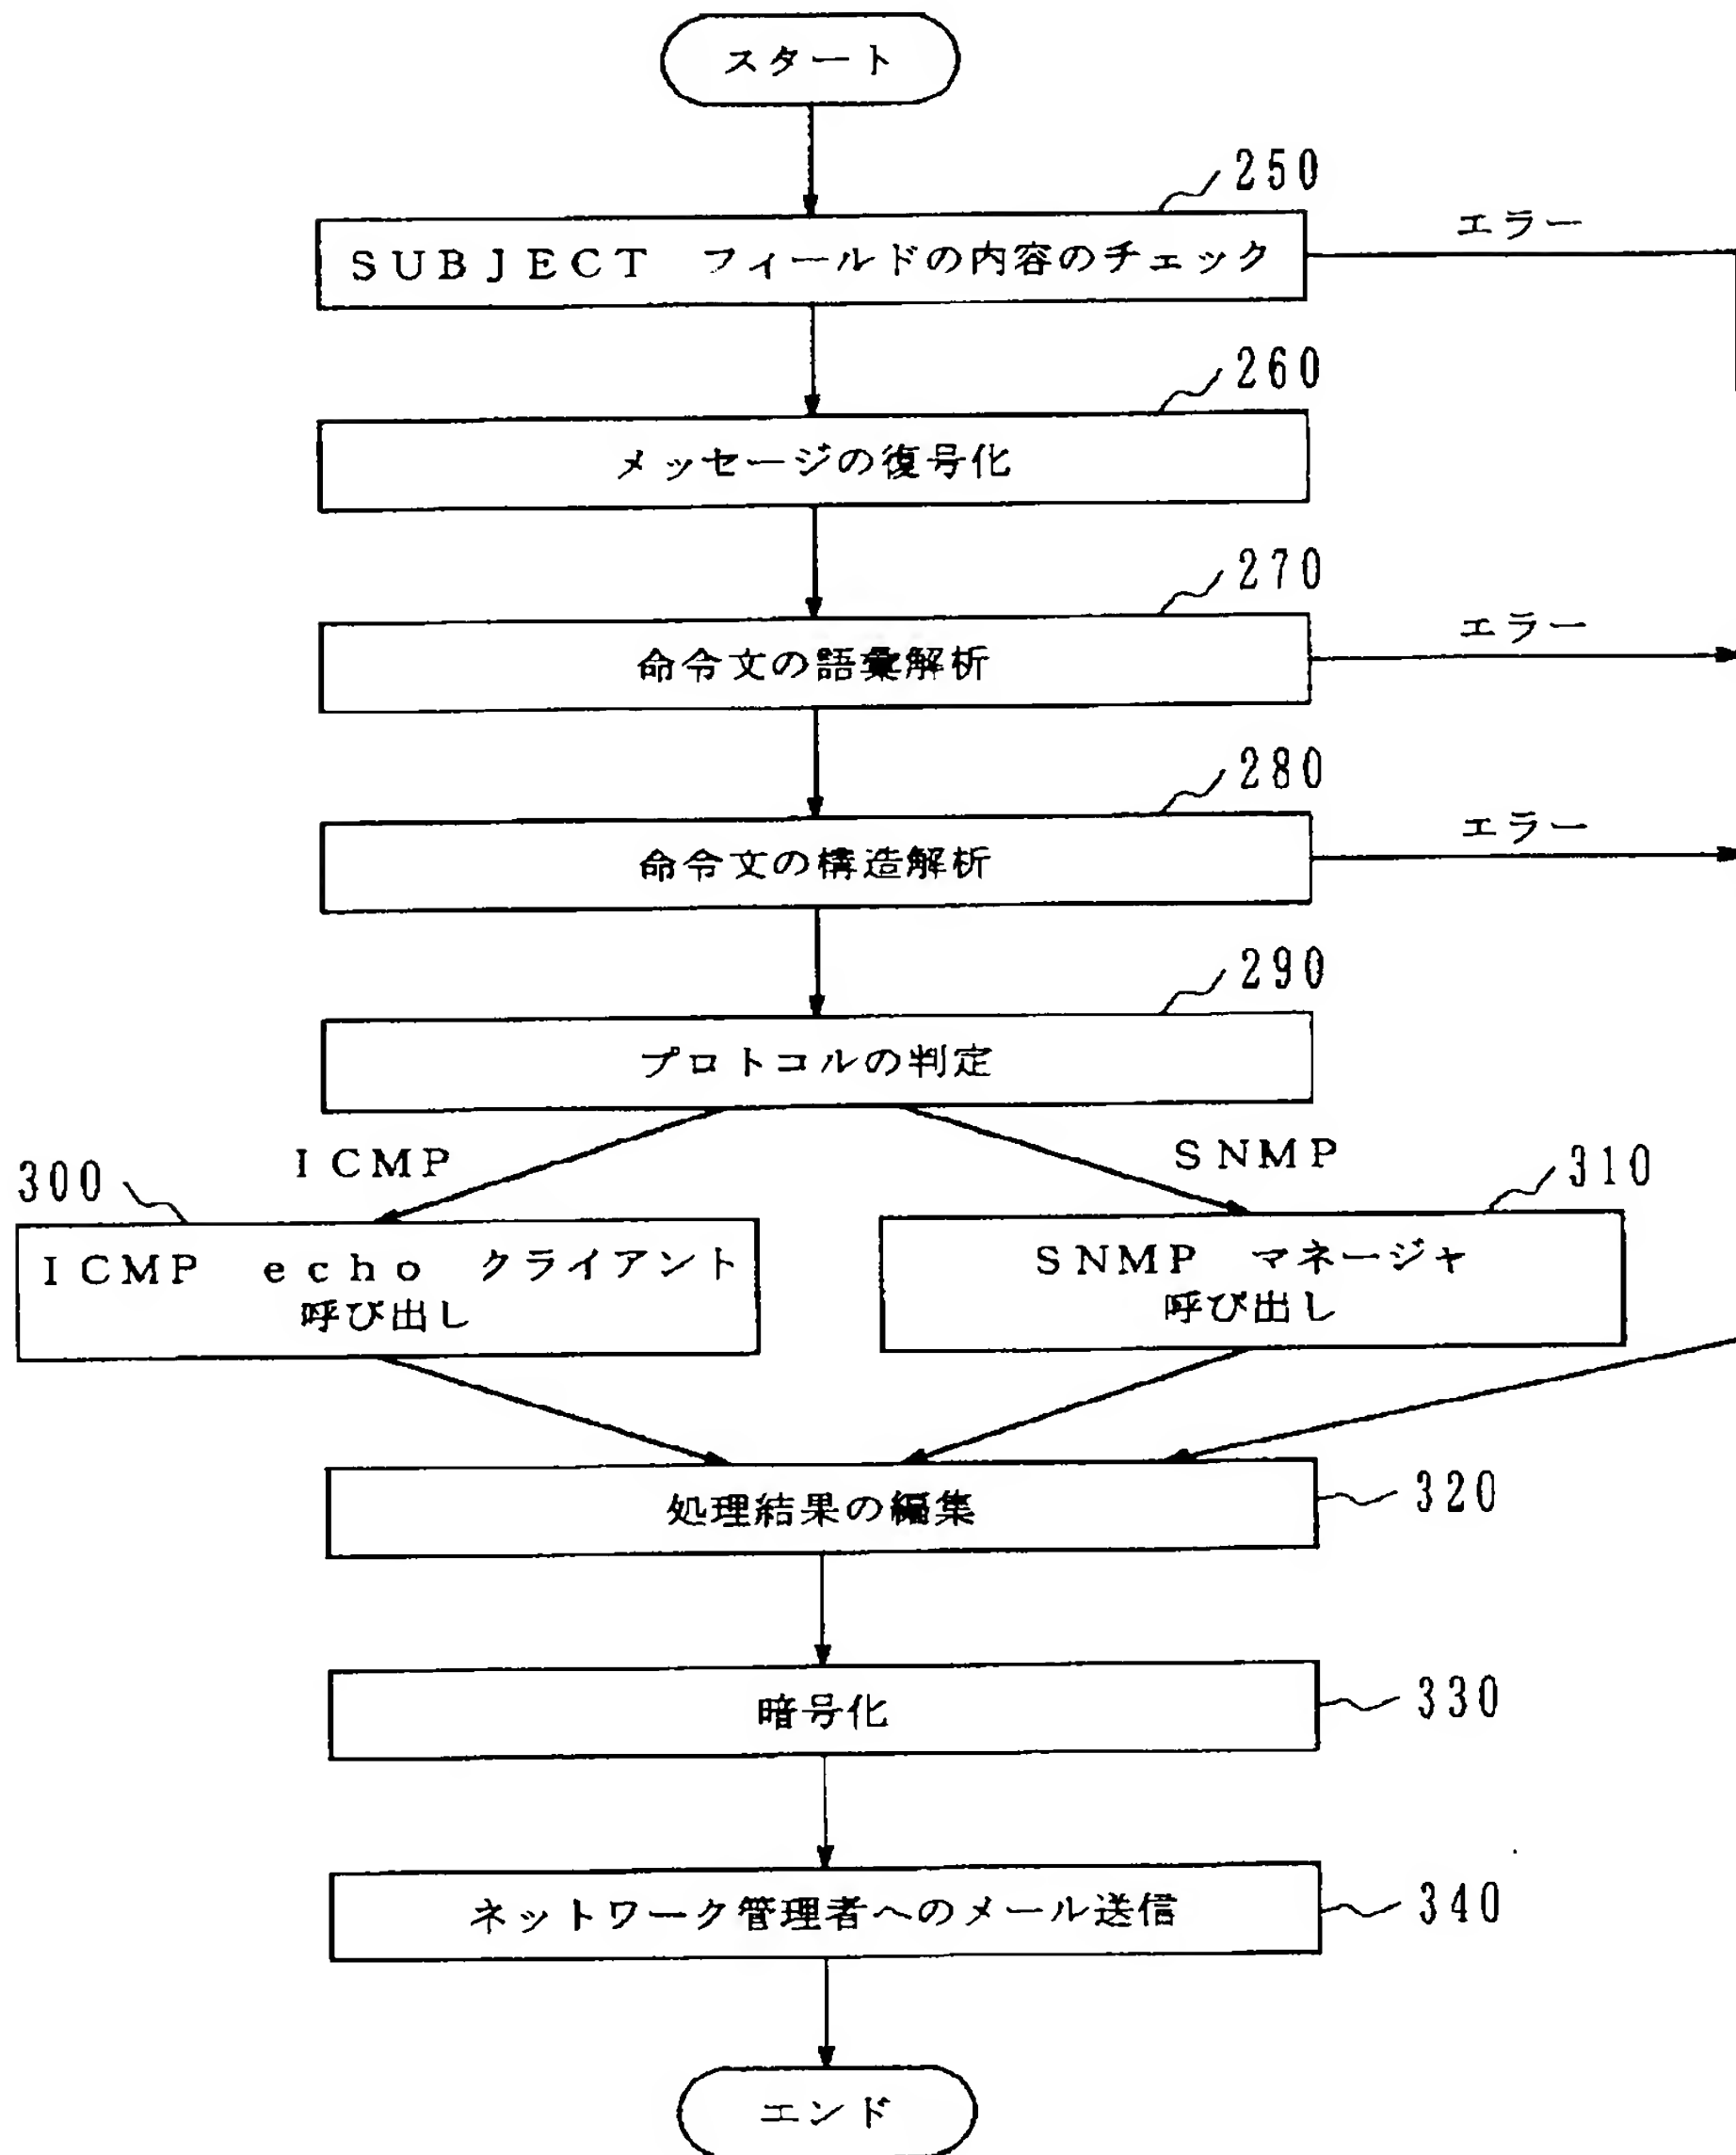 スタート
250
SUBJECT フィールドの内容のチェック
エラー
260
メッセージの復号化
270
命令文の語彙解析
エラー
280
命令文の構造解析
エラー
290
プロトコルの判定
ICMP
SNMP
300
310
ICMP echo クライアント
呼び出し
SNMP マネージャ
呼び出し
処理結果の編集
320
暗号化
330
ネットワーク管理者へのメール送信
340
エンド